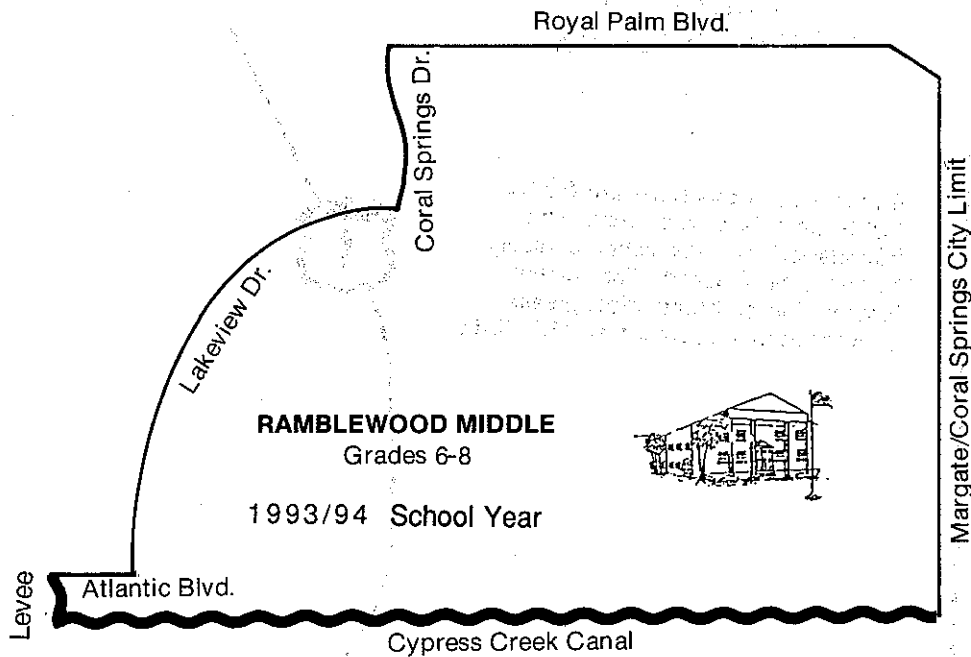 Royal Palm Blvd.
Coral Springs Dr.
Margate/Coral Springs City Limit
Lakeview Dr.
RAMBLEWOOD MIDDLE
Grades 6-8
1993/94 School Year
Levee
Atlantic Blvd.
Cypress Creek Canal